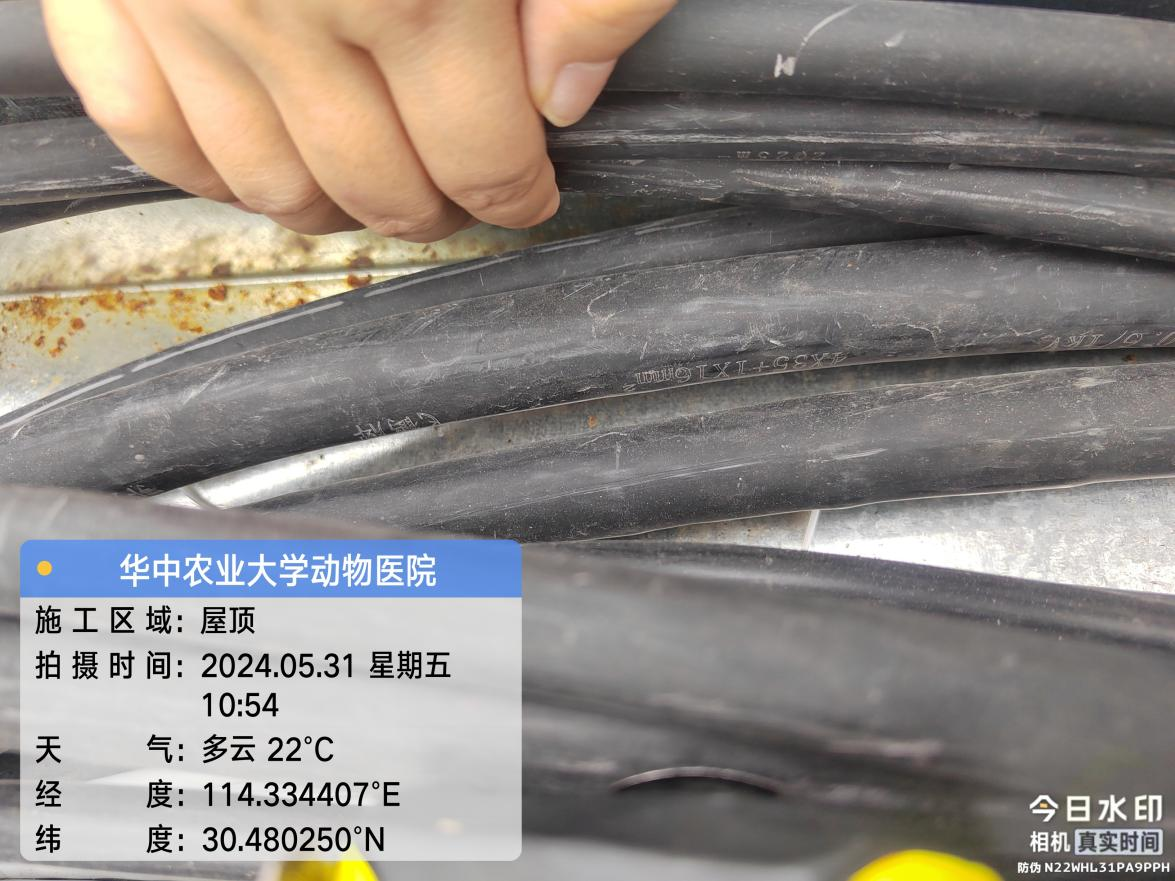 4X35+1X16mm²
华中农业大学动物医院
施工区域：屋顶
拍摄时间：2024.05.31 星期五
10:54
天气：多云 22°C
经度：114.334407°E
纬度：30.480250°N
今日水印
相机 真实时间
防伪 N22WHL31PA9PPH